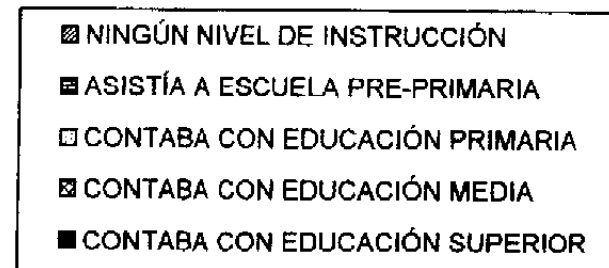 NINGÚN NIVEL DE INSTRUCCIÓN
ASISTÍA A ESCUELA PRE-PRIMARIA
CONTABA CON EDUCACIÓN PRIMARIA
CONTABA CON EDUCACIÓN MEDIA
CONTABA CON EDUCACIÓN SUPERIOR